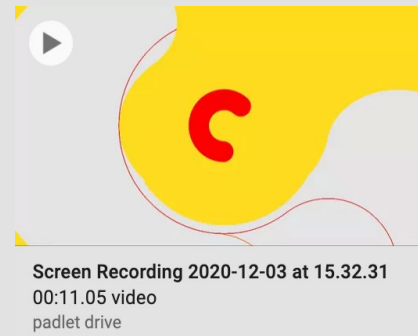 Screen Recording 2020-12-03 at 15.32.31
00:11.05 video
padlet drive